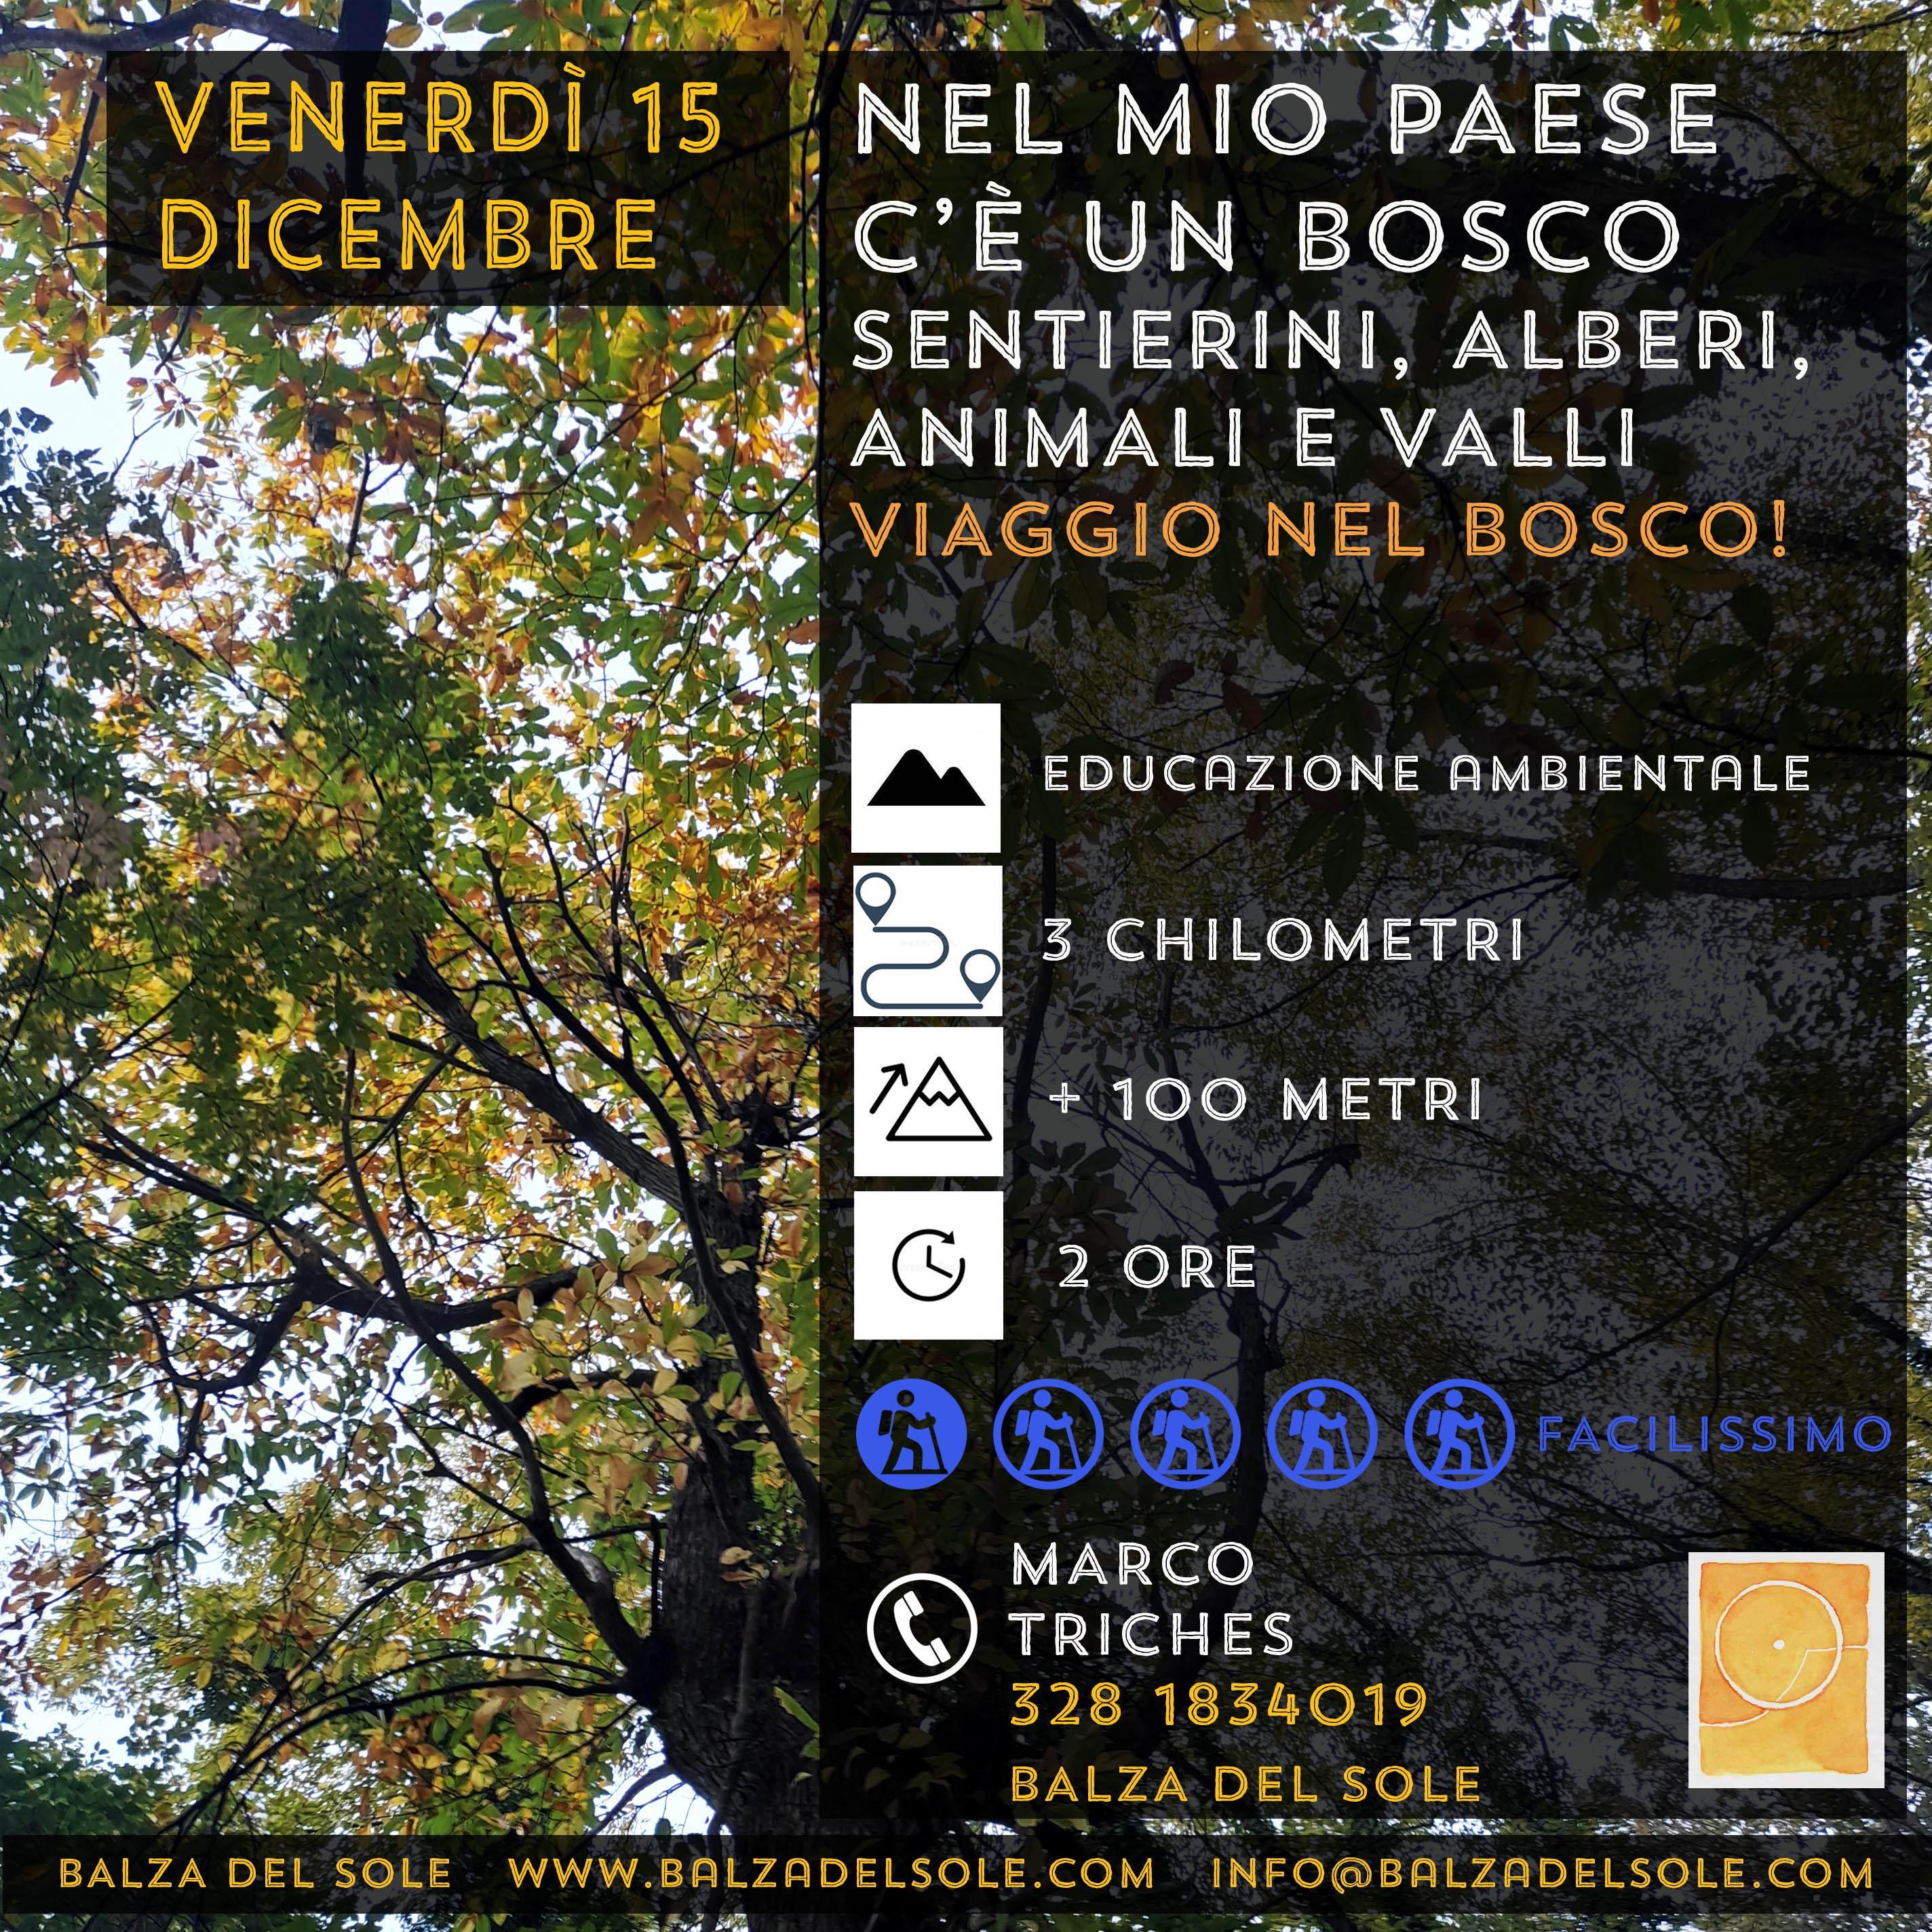 VENERDÌ 15
DICEMBRE
NEL MIO PAESE
C'È UN BOSCO
SENTIERINI, ALBERI,
ANIMALI E VALLI
VIAGGIO NEL BOSCO!
EDUCAZIONE AMBIENTALE
3 CHILOMETRI
+ 100 METRI
2 ORE
FACILISSIMO
MARCO
TRICHES
328 1834019
BALZA DEL SOLE
BALZA DEL SOLE WWW.BALZADELSOLE.COM INFO@BALZADELSOLE.COM